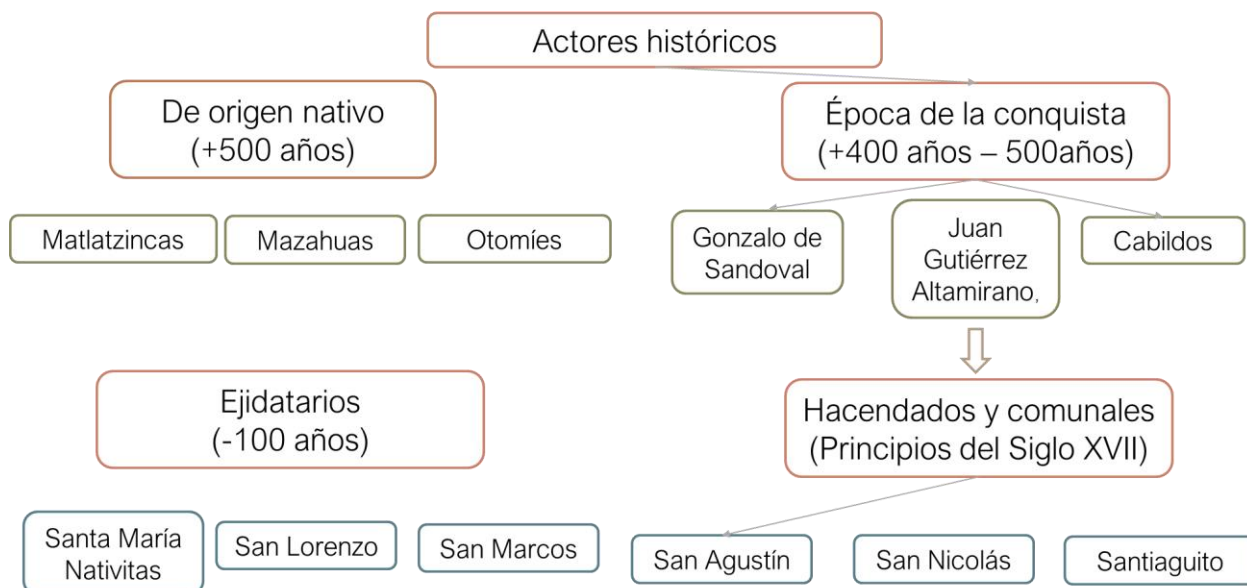 Actores históricos
De origen nativo
(+500 años)
Época de la conquista
(+400 años – 500años)
Matlatzincas
Mazahuas
Otomíes
Gonzalo de
Sandoval
Juan
Gutiérrez
Altamirano,
Cabildos
Ejidatarios
(-100 años)
Hacendados y comunales
(Principios del Siglo XVII)
Santa María
Nativitas
San Lorenzo
San Marcos
San Agustín
San Nicolás
Santiaguito